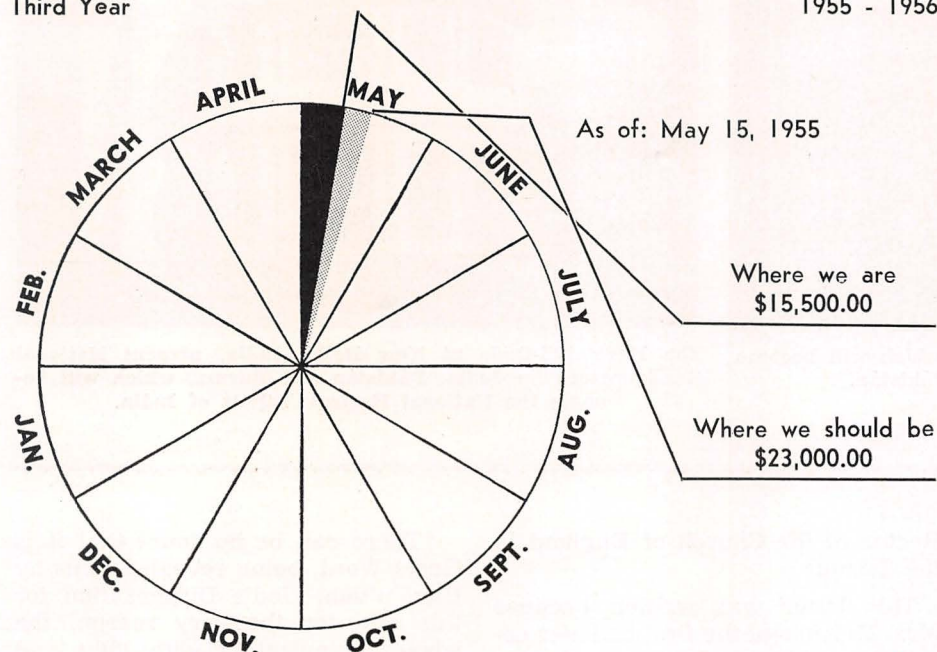 Third Year
1955 - 1956
As of: May 15, 1955
APRIL
MAY
JUNE
JULY
AUG.
SEPT.
OCT.
NOV.
DEC.
JAN.
FEB.
MARCH
Where we are
$15,500.00
Where we should be
$23,000.00